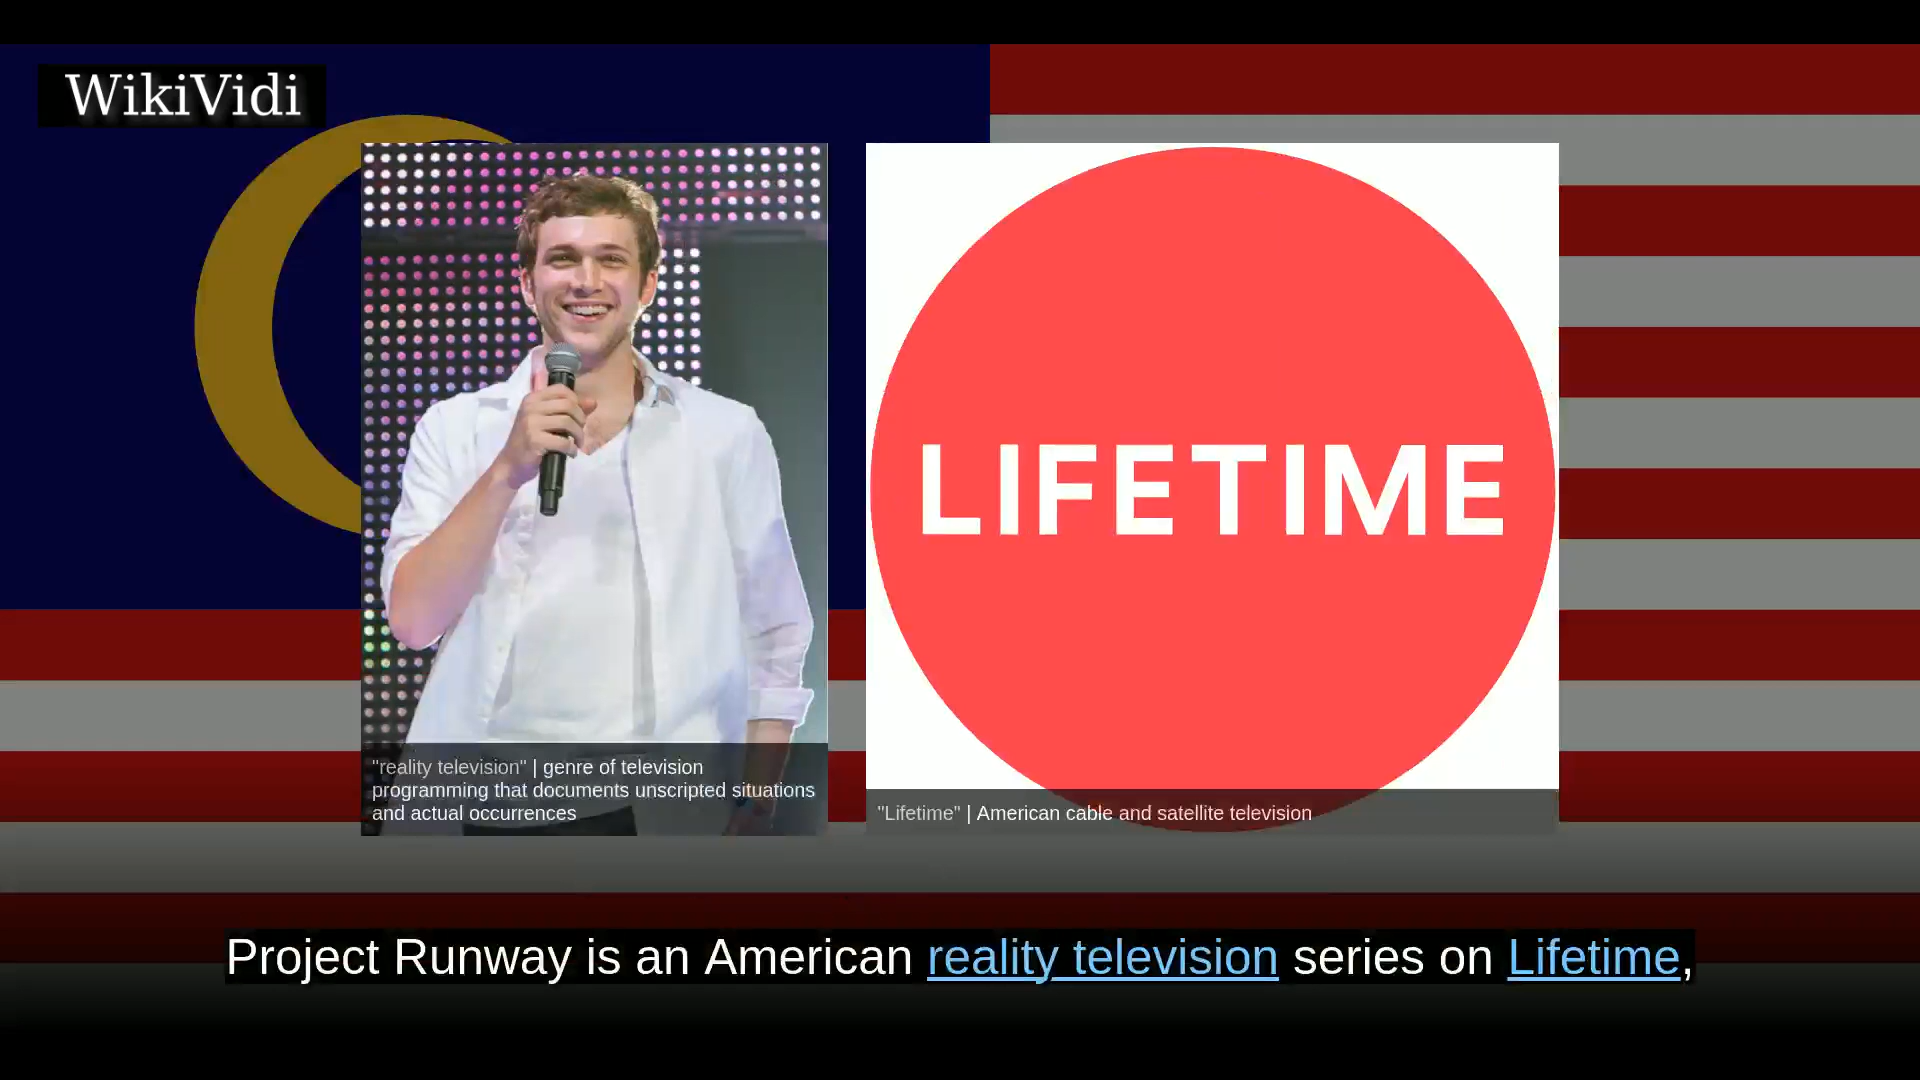 WikiVidi
LIFETIME
"reality television" | genre of television
programming that documents unscripted situations
and actual occurrences
"Lifetime" | American cable and satellite television
Project Runway is an American reality television series on Lifetime,